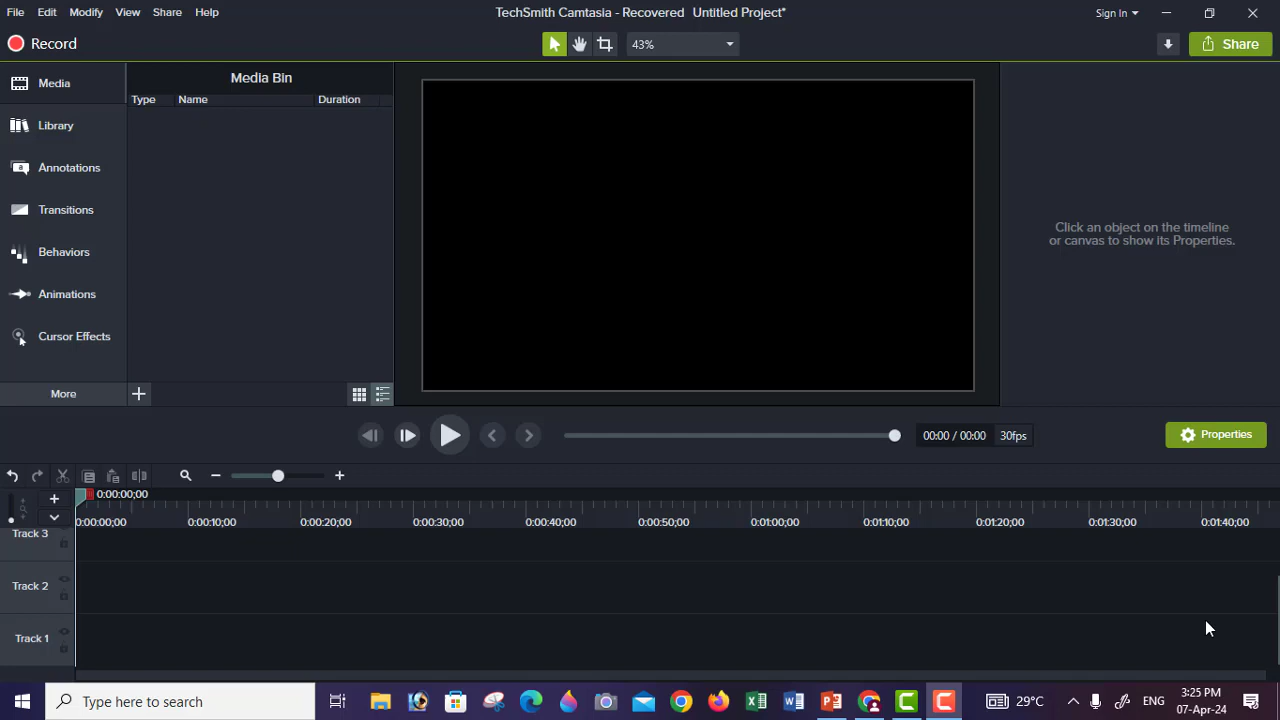 File Edit Modify View Share Help TechSmith Camtasia - Recovered Untitled Project* Sign In
Record 43% Share
Media
Library
Annotations
Transitions
Behaviors
Animations
Cursor Effects
More
Media Bin
Type Name Duration
Click an object on the timeline
or canvas to show its Properties.
00:00 / 00:00 30fps Properties
0:00:00;00
0:00:00;00 0:00:10;00 0:00:20;00 0:00:30;00 0:00:40;00 0:00:50;00 0:01:00;00 0:01:10;00 0:01:20;00 0:01:30;00 0:01:40;00
Track 3
Track 2
Track 1
Type here to search 29°C ENG 3:25 PM
07-Apr-24